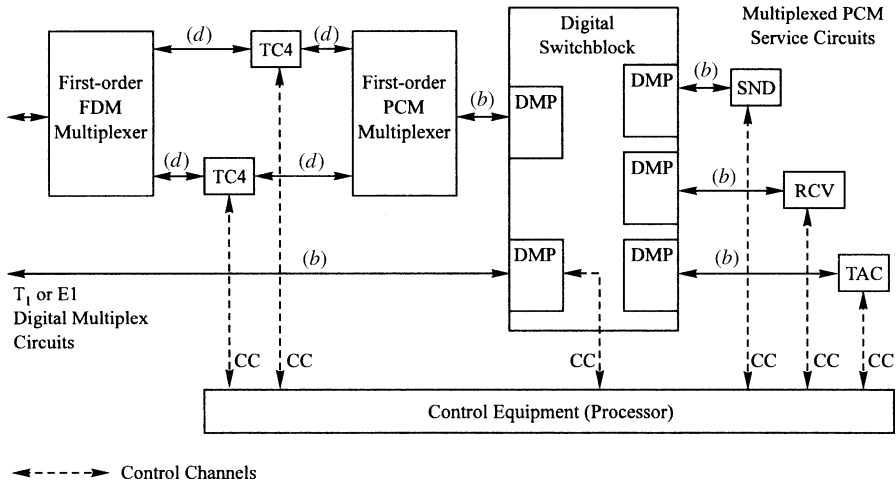 Digital
Switchblock
Multiplexed PCM
Service Circuits
(d)
TC4
(d)
First-order
FDM
Multiplexer
First-order
PCM
Multiplexer
(b)
DMP
DMP
(b)
SND
(d)
TC4
(d)
DMP
(b)
RCV
(b)
DMP
DMP
(b)
TAC
T1 or E1
Digital Multiplex
Circuits
CC
CC
CC
CC
CC
CC
Control Equipment (Processor)
Control Channels